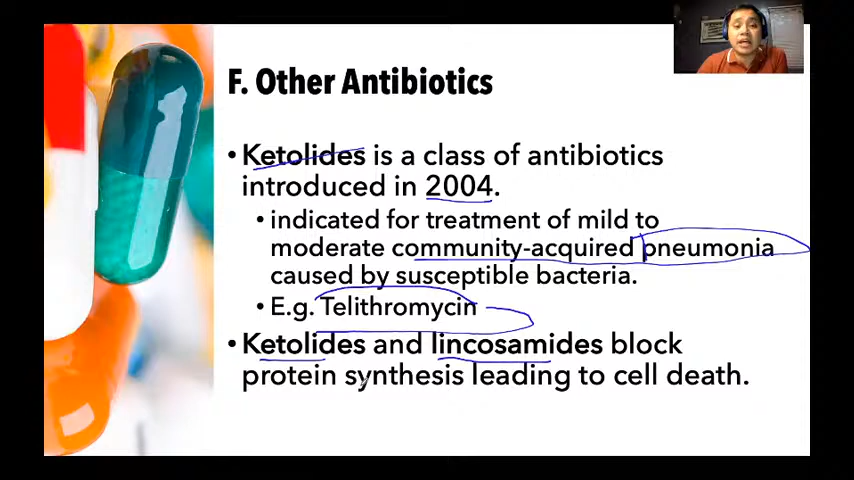 F. Other Antibiotics
• Ketolides is a class of antibiotics
introduced in 2004.
• indicated for treatment of mild to
moderate community-acquired pneumonia
caused by susceptible bacteria.
• E.g. Telithromycin
• Ketolides and lincosamides block
protein synthesis leading to cell death.